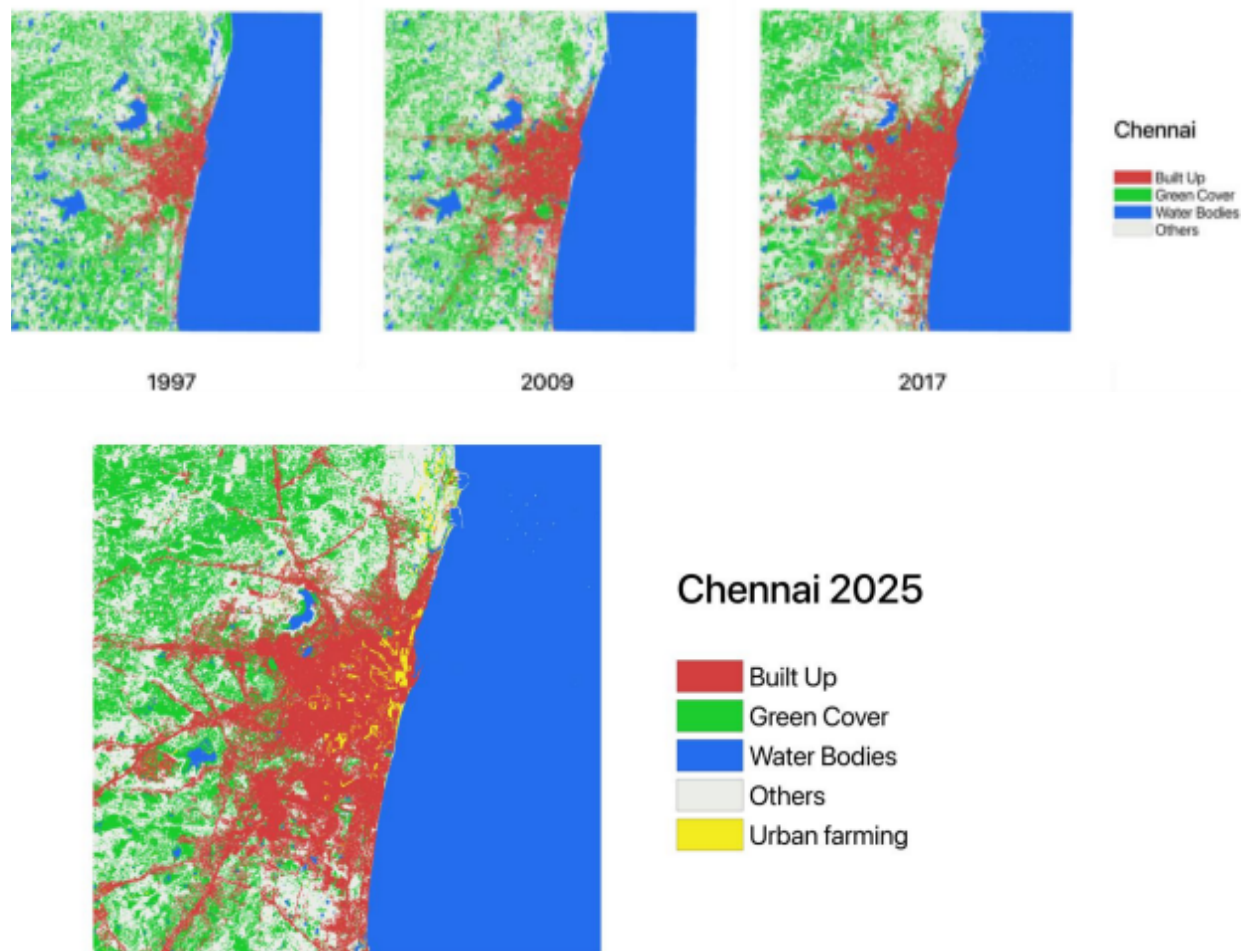 Chennai
Built Up
Green Cover
Water Bodies
Others
1997
2009
2017
Chennai 2025
Built Up
Green Cover
Water Bodies
Others
Urban farming